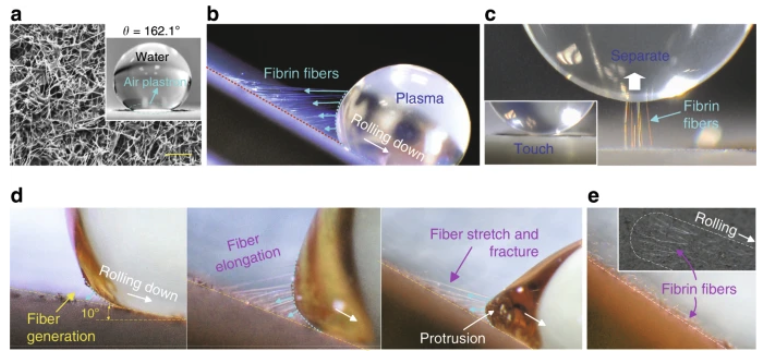 a
θ = 162.1°
Water
Air plastron
b
Fibrin fibers
Plasma
Rolling down
c
Separate
Fibrin
fibers
Touch
d
Rolling down
Fiber
generation
10°
Fiber
elongation
Fiber stretch and
fracture
Protrusion
e
Rolling
Fibrin fibers